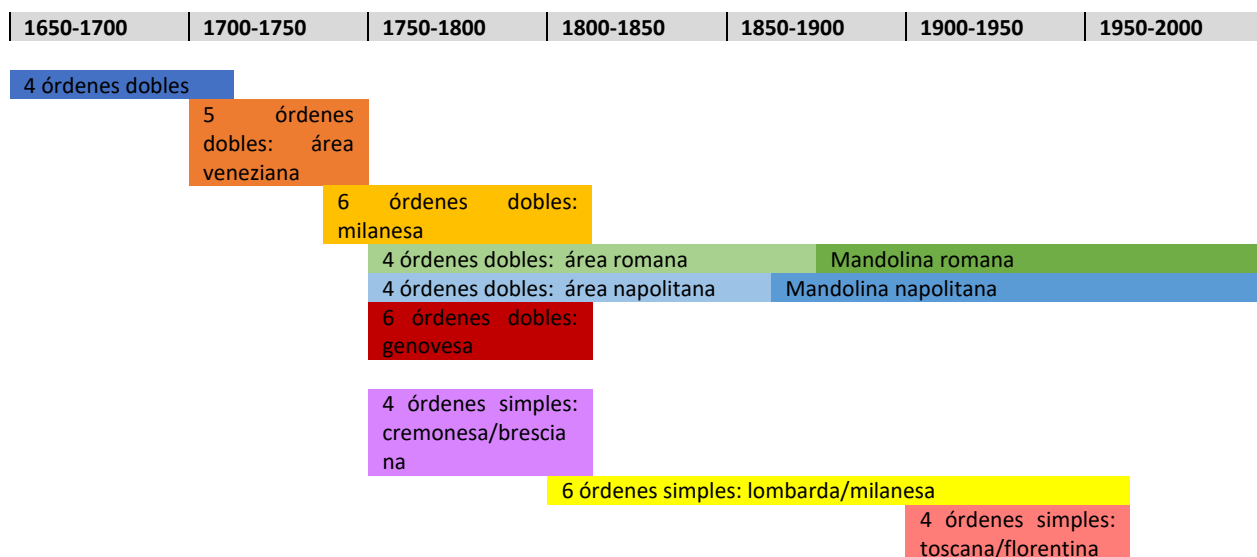 1650-1700 1700-1750 1750-1800 1800-1850 1850-1900 1900-1950 1950-2000
4 órdenes dobles
5 órdenes
dobles: área
veneziana
6 órdenes dobles:
milanesa
4 órdenes dobles: área romana Mandolina romana
4 órdenes dobles: área napolitana Mandolina napolitana
6 órdenes dobles:
genovesa
4 órdenes simples:
cremonesa/brescia
na
6 órdenes simples: lombarda/milanesa
4 órdenes simples:
toscana/florentina